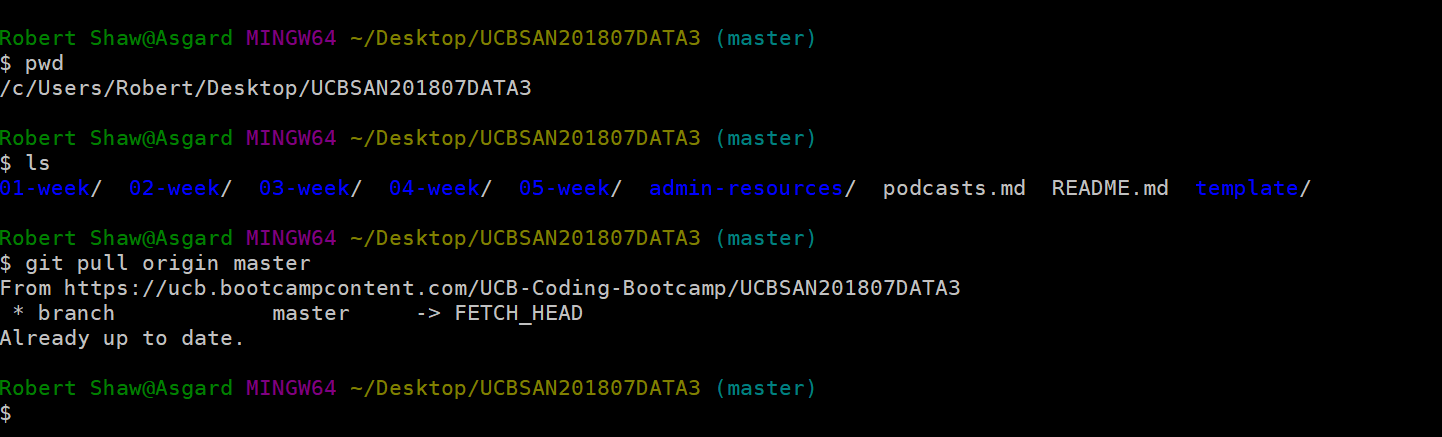 Robert Shaw@Asgard MINGW64 ~/Desktop/UCBSAN201807DATA3 (master)
$ pwd
/c/Users/Robert/Desktop/UCBSAN201807DATA3
Robert Shaw@Asgard MINGW64 ~/Desktop/UCBSAN201807DATA3 (master)
$ ls
01-week/  02-week/  03-week/  04-week/  05-week/  admin-resources/  podcasts.md  README.md  template/
Robert Shaw@Asgard MINGW64 ~/Desktop/UCBSAN201807DATA3 (master)
$ git pull origin master
From https://ucb.bootcampcontent.com/UCB-Coding-Bootcamp/UCBSAN201807DATA3
 * branch            master     -> FETCH_HEAD
Already up to date.
Robert Shaw@Asgard MINGW64 ~/Desktop/UCBSAN201807DATA3 (master)
$